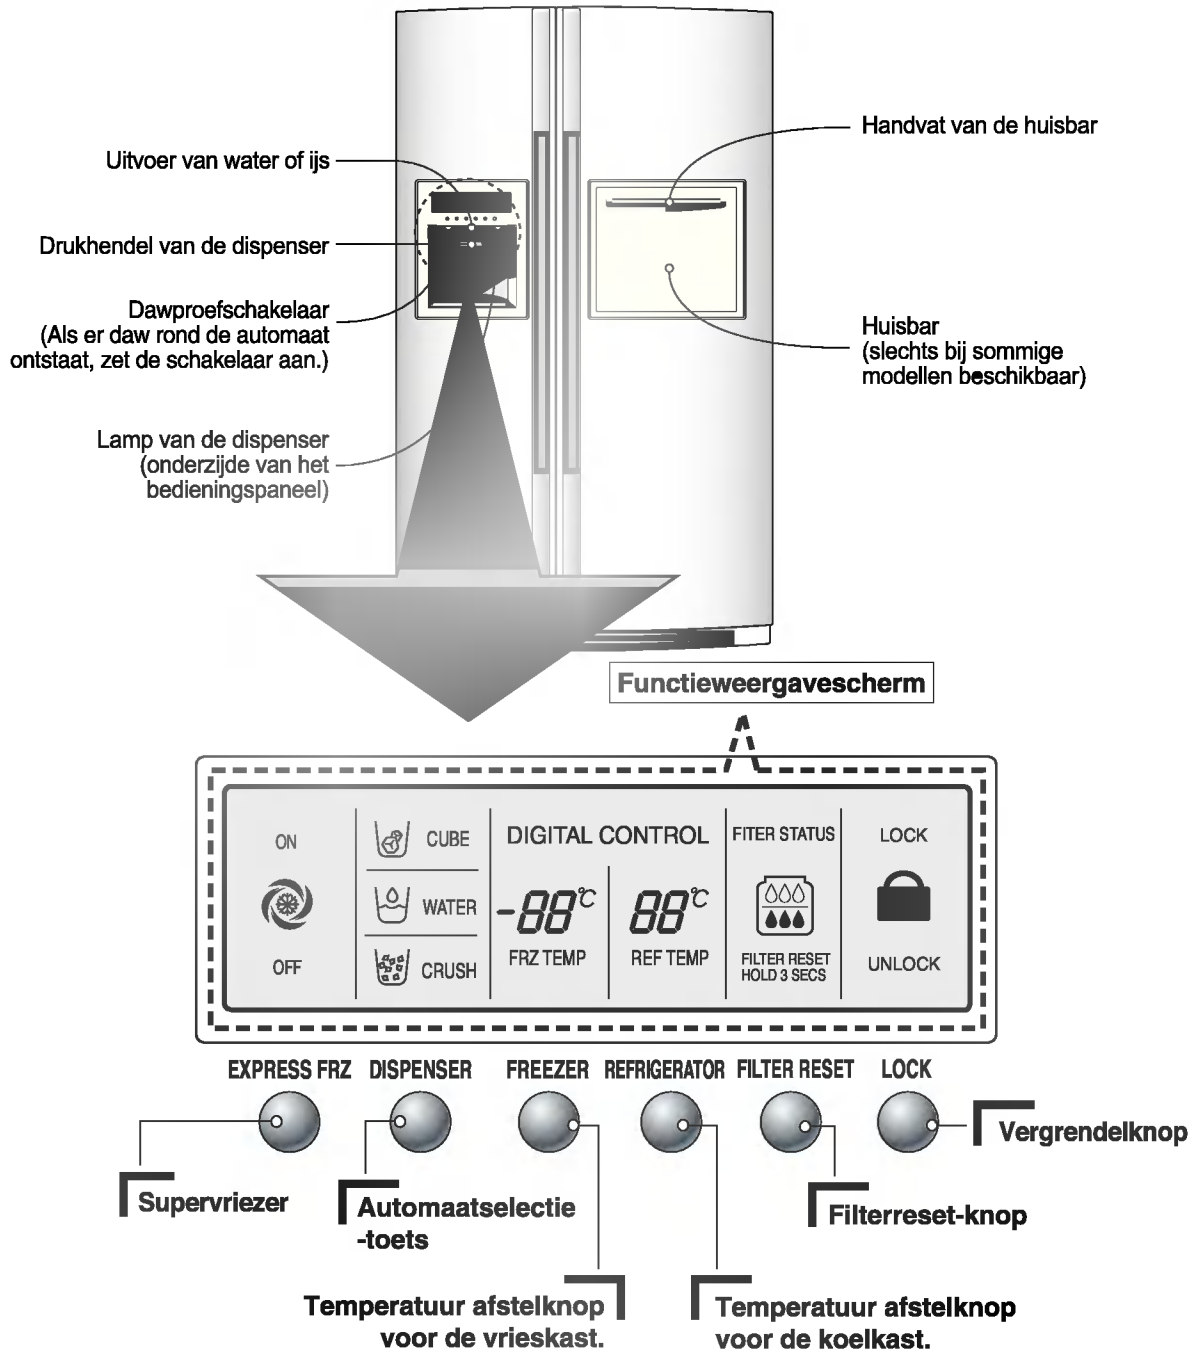 Handvat van de huisbar
Uitvoer van water of ijs
Drukhendel van de dispenser
Dawproefschakelaar
(Als er daw rond de automaat
ontstaat, zet de schakelaar aan.)
Huisbar
(slechts bij sommige
modellen beschikbaar)
Lamp van de dispenser
(onderzijde van het
bedieningspaneel)
Functieweergavescherm
ON
OFF
CUBE
WATER
CRUSH
DIGITAL CONTROL
-88°C
FRZ TEMP
88°C
REF TEMP
FITER STATUS
FILTER RESET
HOLD 3 SECS
LOCK
UNLOCK
EXPRESS FRZ DISPENSER FREEZER REFRIGERATOR FILTER RESET LOCK
Vergrendelknop
Supervriezer
Automaatselectie
-toets
Filterreset-knop
Temperatuur afstelknop
voor de vrieskast.
Temperatuur afstelknop
voor de koelkast.